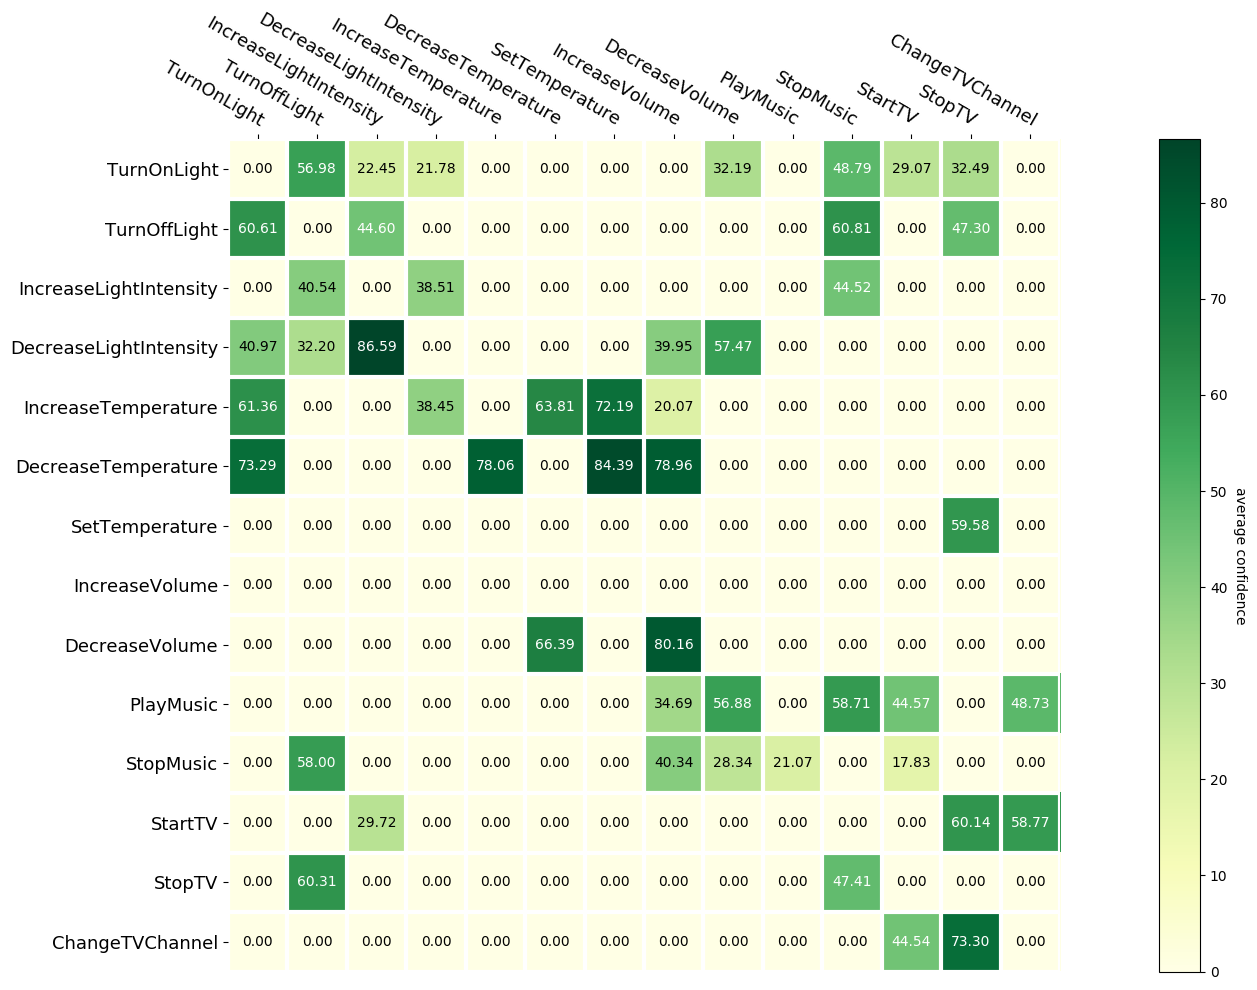 TurnOnLight
TurnOffLight
IncreaseLightIntensity
DecreaseLightIntensity
IncreaseTemperature
DecreaseTemperature
SetTemperature
IncreaseVolume
DecreaseVolume
PlayMusic
StopMusic
StartTV
StopTV
ChangeTVChannel
TurnOnLight 0.00 56.98 22.45 21.78 0.00 0.00 0.00 0.00 32.19 0.00 48.79 29.07 32.49 0.00
TurnOffLight 60.61 0.00 44.60 0.00 0.00 0.00 0.00 0.00 0.00 0.00 60.81 0.00 47.30 0.00
IncreaseLightIntensity 0.00 40.54 0.00 38.51 0.00 0.00 0.00 0.00 0.00 0.00 44.52 0.00 0.00 0.00
DecreaseLightIntensity 40.97 32.20 86.59 0.00 0.00 0.00 0.00 39.95 57.47 0.00 0.00 0.00 0.00 0.00
IncreaseTemperature 61.36 0.00 0.00 38.45 0.00 63.81 72.19 20.07 0.00 0.00 0.00 0.00 0.00 0.00
DecreaseTemperature 73.29 0.00 0.00 0.00 78.06 0.00 84.39 78.96 0.00 0.00 0.00 0.00 0.00 0.00
SetTemperature 0.00 0.00 0.00 0.00 0.00 0.00 0.00 0.00 0.00 0.00 0.00 0.00 59.58 0.00
IncreaseVolume 0.00 0.00 0.00 0.00 0.00 0.00 0.00 0.00 0.00 0.00 0.00 0.00 0.00 0.00
DecreaseVolume 0.00 0.00 0.00 0.00 0.00 66.39 0.00 80.16 0.00 0.00 0.00 0.00 0.00 0.00
PlayMusic 0.00 0.00 0.00 0.00 0.00 0.00 0.00 34.69 56.88 0.00 58.71 44.57 0.00 48.73
StopMusic 0.00 58.00 0.00 0.00 0.00 0.00 0.00 40.34 28.34 21.07 0.00 17.83 0.00 0.00
StartTV 0.00 0.00 29.72 0.00 0.00 0.00 0.00 0.00 0.00 0.00 0.00 0.00 60.14 58.77
StopTV 0.00 60.31 0.00 0.00 0.00 0.00 0.00 0.00 0.00 0.00 47.41 0.00 0.00 0.00
ChangeTVChannel 0.00 0.00 0.00 0.00 0.00 0.00 0.00 0.00 0.00 0.00 0.00 44.54 73.30 0.00
80
70
60
50
40
30
20
10
0
average confidence